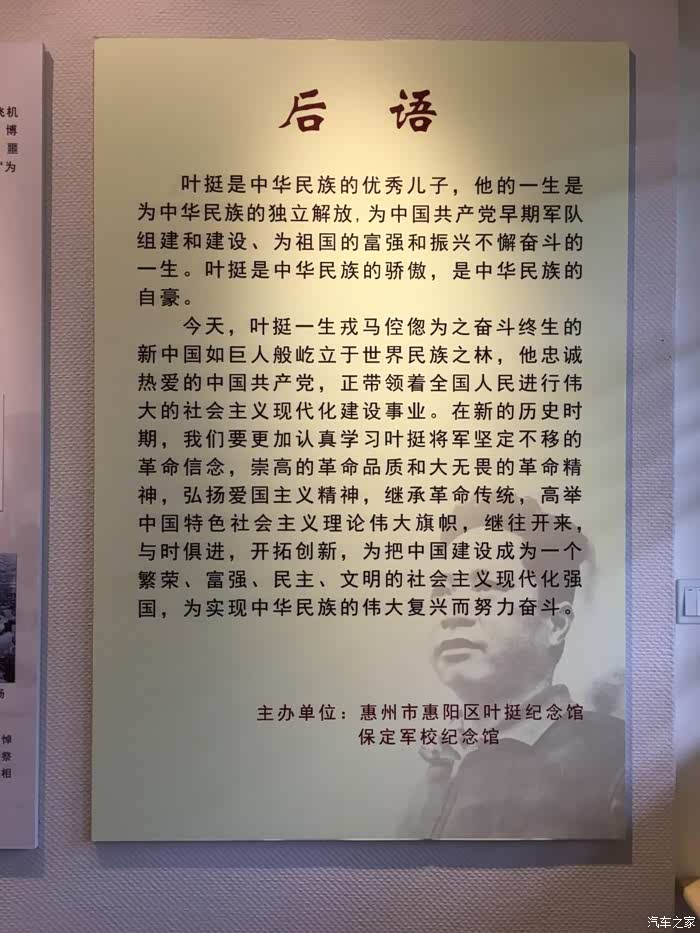 后 语
叶挺是中华民族的优秀儿子，他的一生是
为中华民族的独立解放，为中国共产党早期军队
组建和建设、为祖国的富强和振兴不懈奋斗的
一生。叶挺是中华民族的骄傲，是中华民族的
自豪。
今天，叶挺一生戎马倥偬为之奋斗终生的
新中国如巨人般屹立于世界民族之林，他忠诚
热爱的中国共产党，正带领着全国人民进行伟
大的社会主义现代化建设事业。在新的历史时
期，我们要更加认真学习叶挺将军坚定不移的
革命信念，崇高的革命品质和大无畏的革命精
神，弘扬爱国主义精神，继承革命传统，高举
中国特色社会主义理论伟大旗帜，继往开来，
与时俱进，开拓创新，为把中国建设成为一个
繁荣、富强、民主、文明的社会主义现代化强
国，为实现中华民族的伟大复兴而努力奋斗。
主办单位：惠州市惠阳区叶挺纪念馆
保定军校纪念馆
机
博
噩
"为
悼
祭
相
汽车之家